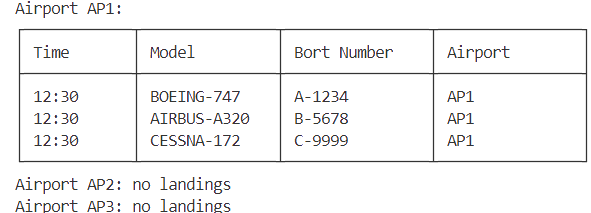 Airport AP1:
Time Model Bort Number Airport
12:30 BOEING-747 A-1234 AP1
12:30 AIRBUS-A320 B-5678 AP1
12:30 CESSNA-172 C-9999 AP1
Airport AP2: no landings
Airport AP3: no landings